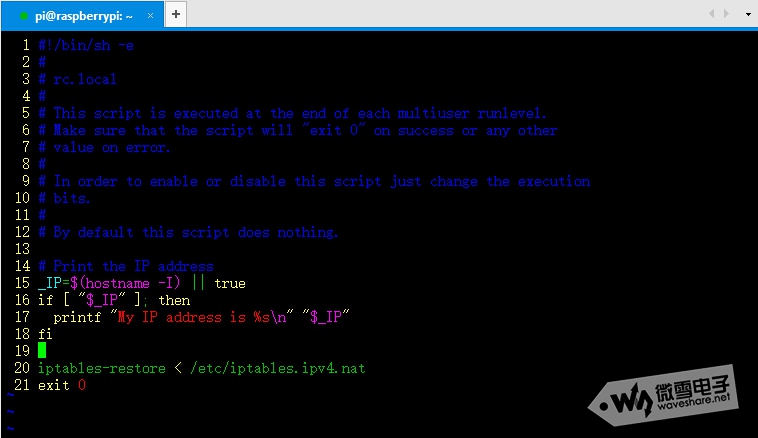 pi@raspberrypi: ~ × +
1 #!/bin/sh -e
2 #
3 # rc.local
4 #
5 # This script is executed at the end of each multiuser runlevel.
6 # Make sure that the script will "exit 0" on success or any other
7 # value on error.
8 #
9 # In order to enable or disable this script just change the execution
10 # bits.
11 #
12 # By default this script does nothing.
13
14 # Print the IP address
15 _IP=$(hostname -I) || true
16 if [ "$_IP" ]; then
17   printf "My IP address is %s\n" "$_IP"
18 fi
19
20 iptables-restore < /etc/iptables.ipv4.nat
21 exit 0
~
~
~
微雪电子
waveshare.net